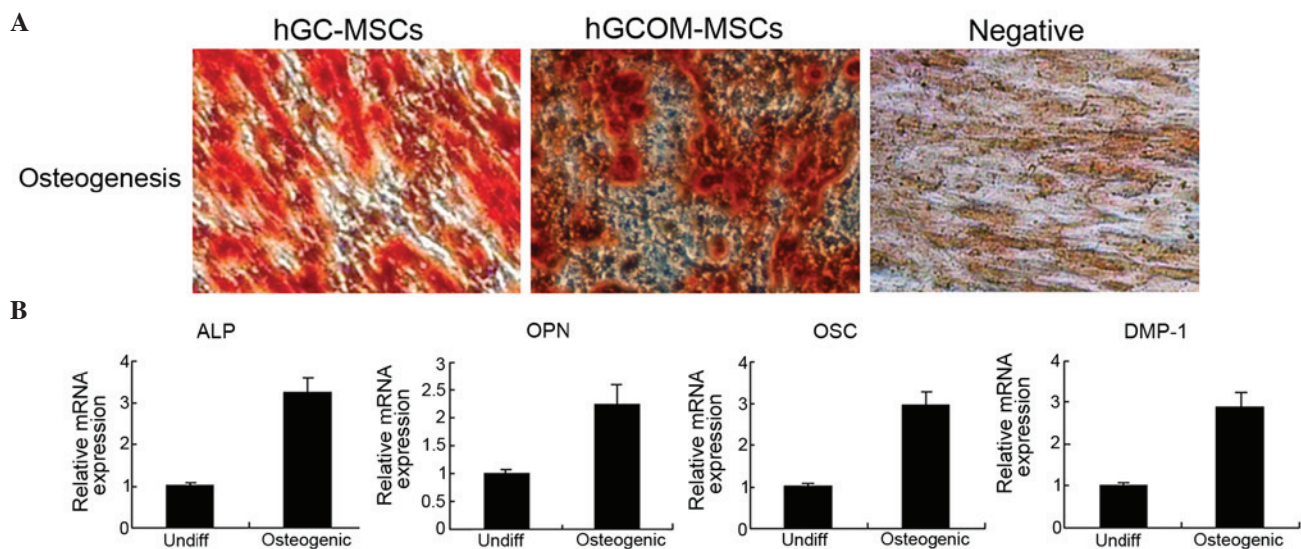 A
hGC-MSCs hGCOM-MSCs Negative
Osteogenesis
B
ALP OPN OSC DMP-1
Relative mRNA
expression
4
3
2
1
0
Undiff Osteogenic
Relative mRNA
expression
3
2.5
2
1.5
1
0.5
0
Undiff Osteogenic
Relative mRNA
expression
4
3
2
1
0
Undiff Osteogenic
Relative mRNA
expression
4
3
2
1
0
Undiff Osteogenic